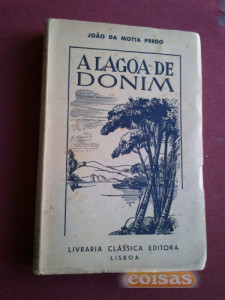 JOÃO DA MOTTA PREGO
A LAGOA DE
DONIM
LIVRARIA CLÁSSICA EDITORA
LISBOA
coisas